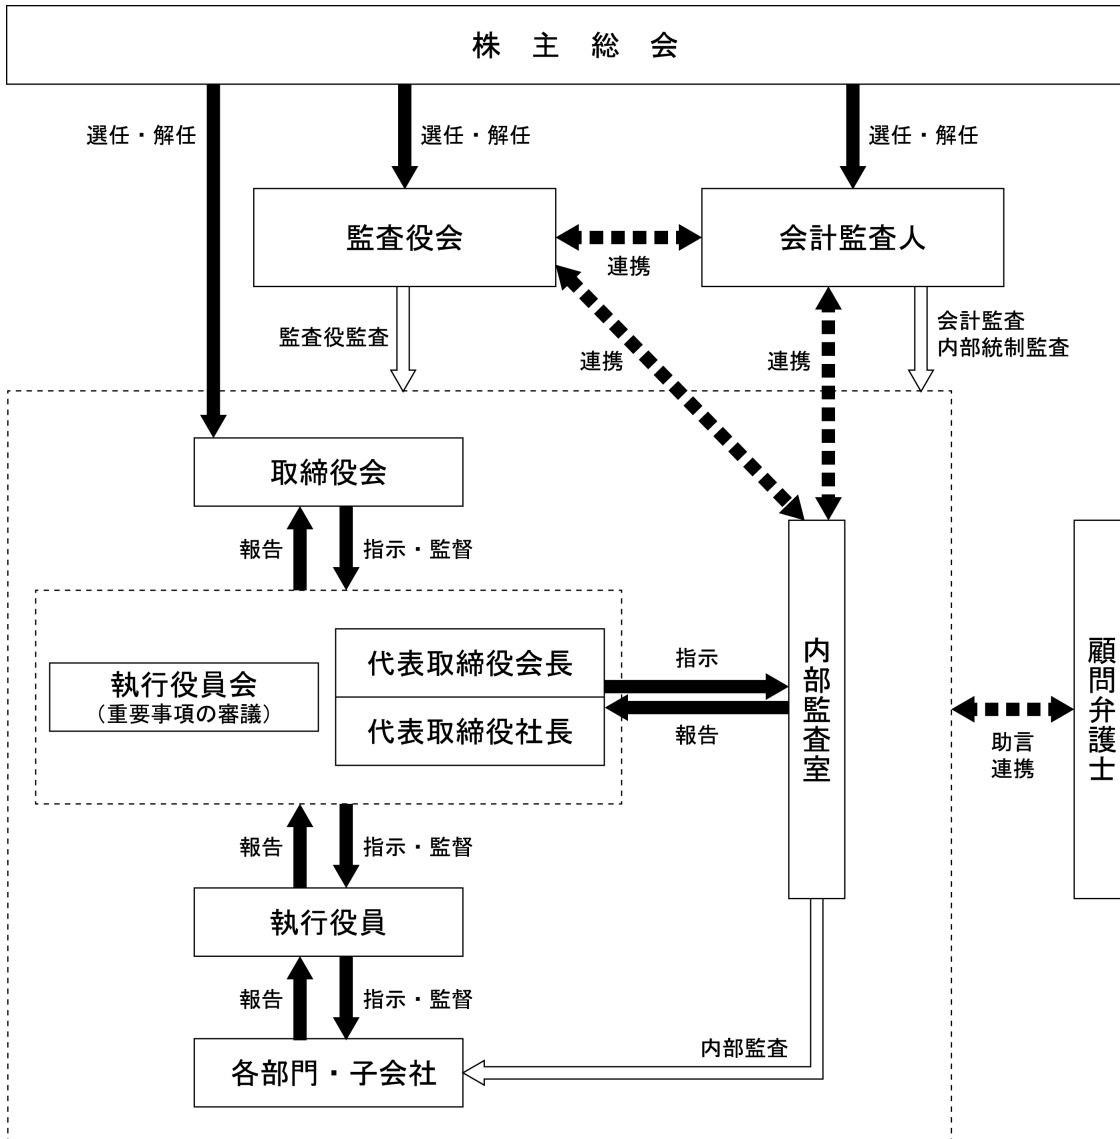 株 主 総 会
選任・解任
選任・解任
選任・解任
監査役会
会計監査人
連携
監査役監査
連携
連携
会計監査
内部統制監査
取締役会
報告
指示・監督
執行役員会
(重要事項の審議)
代表取締役会長
代表取締役社長
指示
報告
内部監査室
助言
連携
顧問弁護士
報告
指示・監督
執行役員
報告
指示・監督
各部門・子会社
内部監査